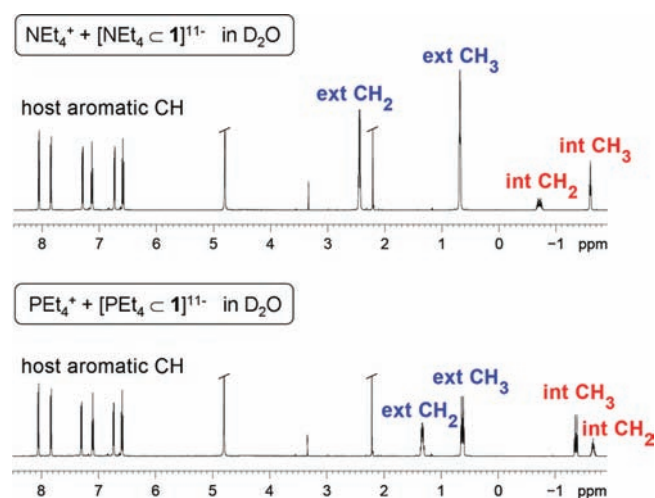 NEt₄⁺ + [NEt₄ ⊂ 1]¹¹⁻ in D₂O
ext CH₃
ext CH₂
host aromatic CH
int CH₃
int CH₂
8 7 6 5 4 3 2 1 0 −1 ppm
PEt₄⁺ + [PEt₄ ⊂ 1]¹¹⁻ in D₂O
host aromatic CH
ext CH₃
int CH₃
ext CH₂
int CH₂
8 7 6 5 4 3 2 1 0 −1 ppm